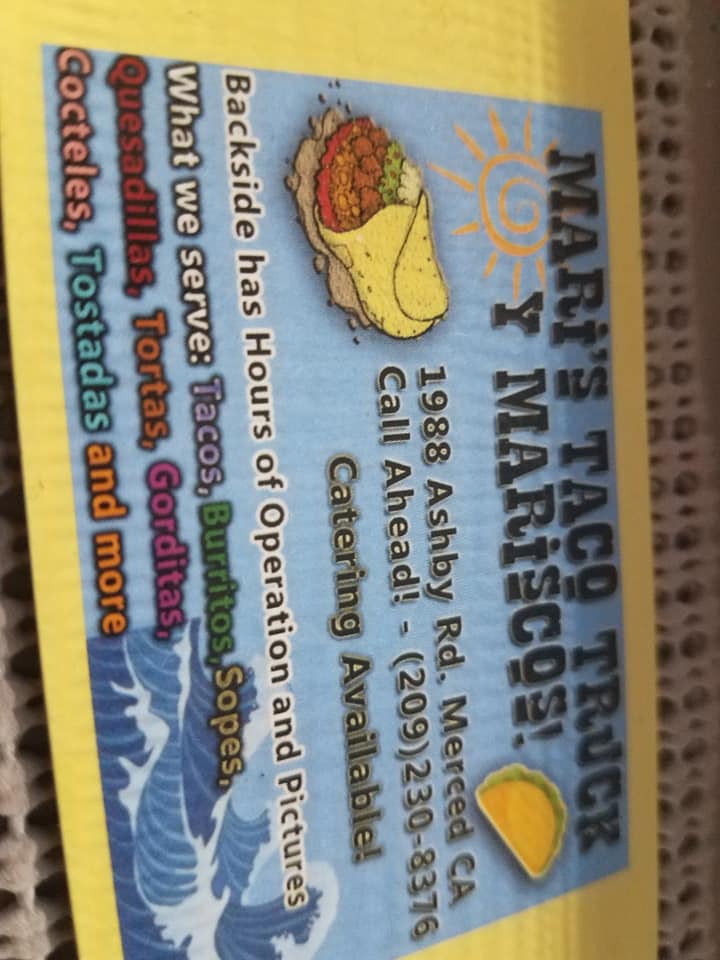 MARi'S TACO TRUCK
Y MARiSCOS!
1988 Ashby Rd. Merced CA
Call Ahead! - (209)230-8376
Catering Available!
Backside has Hours of Operation and Pictures
What we serve: Tacos, Burritos, Sopes,
Quesadillas, Tortas, Gorditas,
Cocteles, Tostadas and more